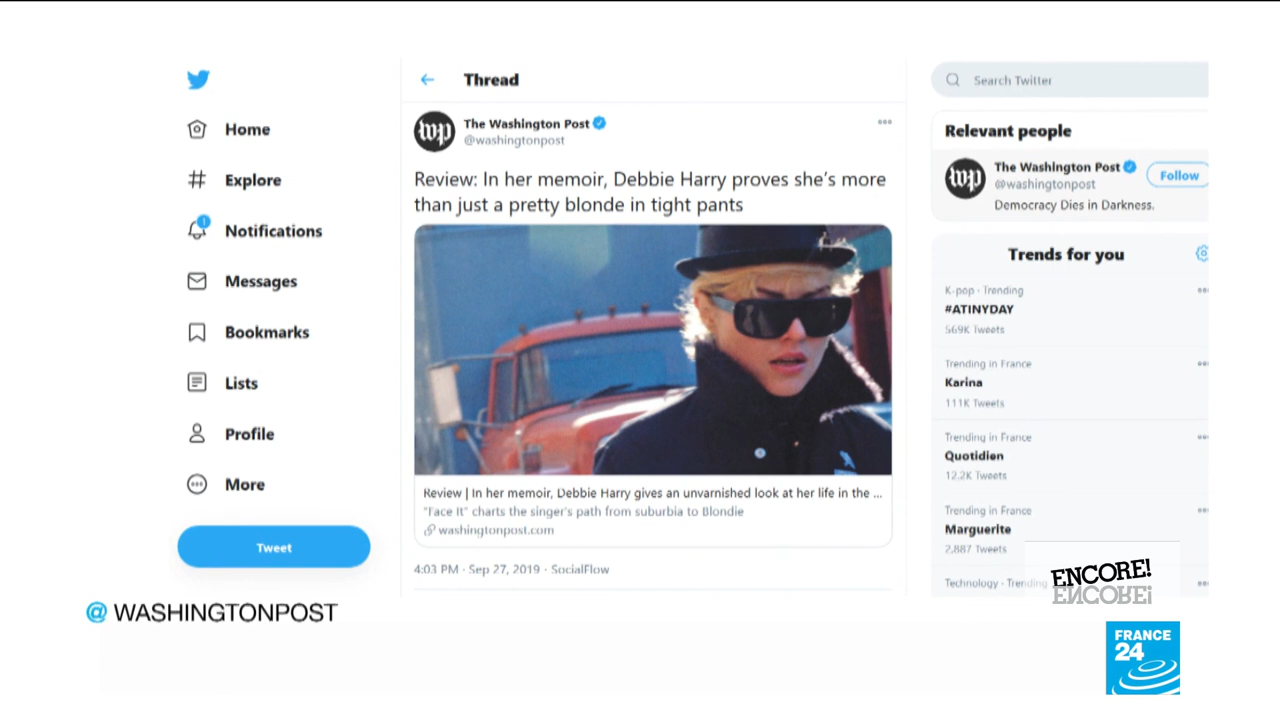 Home
Explore
Notifications
Messages
Bookmarks
Lists
Profile
More
Tweet
Thread
wp
The Washington Post
@washingtonpost
Review: In her memoir, Debbie Harry proves she's more
than just a pretty blonde in tight pants
Review | In her memoir, Debbie Harry gives an unvarnished look at her life in the ...
"Face It" charts the singer's path from suburbia to Blondie
washingtonpost.com
4:03 PM · Sep 27, 2019 · SocialFlow
Search Twitter
Relevant people
wp
The Washington Post
@washingtonpost
Follow
Democracy Dies in Darkness.
Trends for you
K-pop · Trending
#ATINYDAY
569K Tweets
Trending in France
Karina
111K Tweets
Trending in France
Quotidien
12.2K Tweets
Trending in France
Marguerite
2,887 Tweets
Technology · Trending
ENCORE!
@ WASHINGTONPOST
FRANCE
24